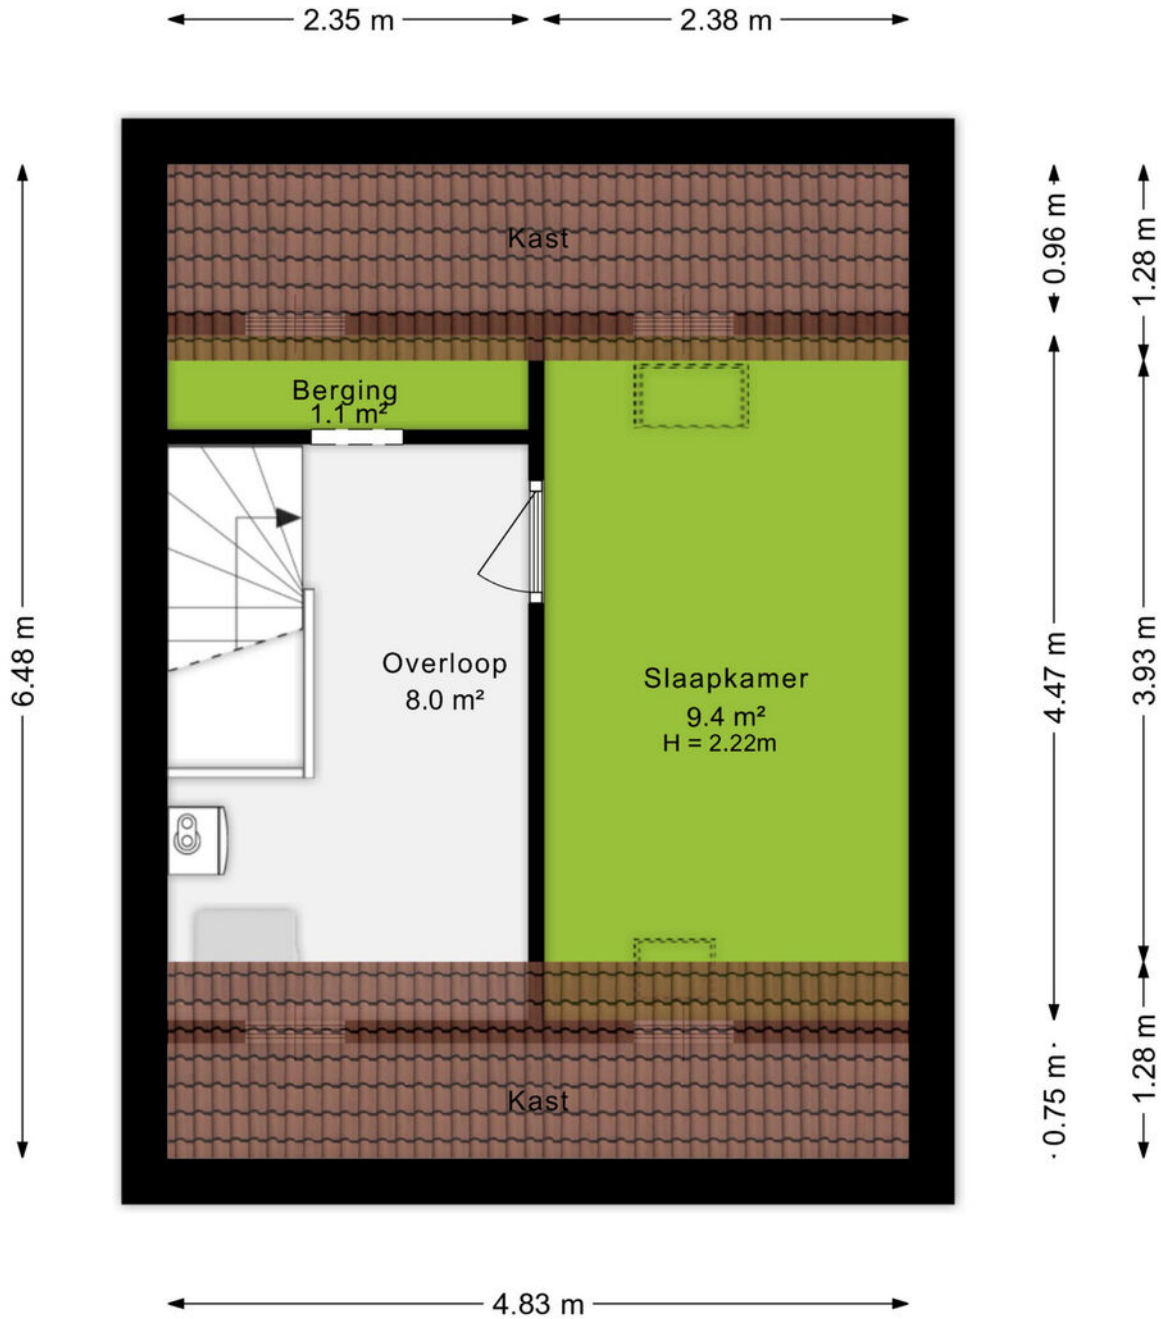 2.35 m
2.38 m
Kast
0.96 m
1.28 m
Berging
1.1 m²
6.48 m
Overloop
8.0 m²
Slaapkamer
9.4 m²
H = 2.22m
4.47 m
3.93 m
Kast
0.75 m
1.28 m
4.83 m